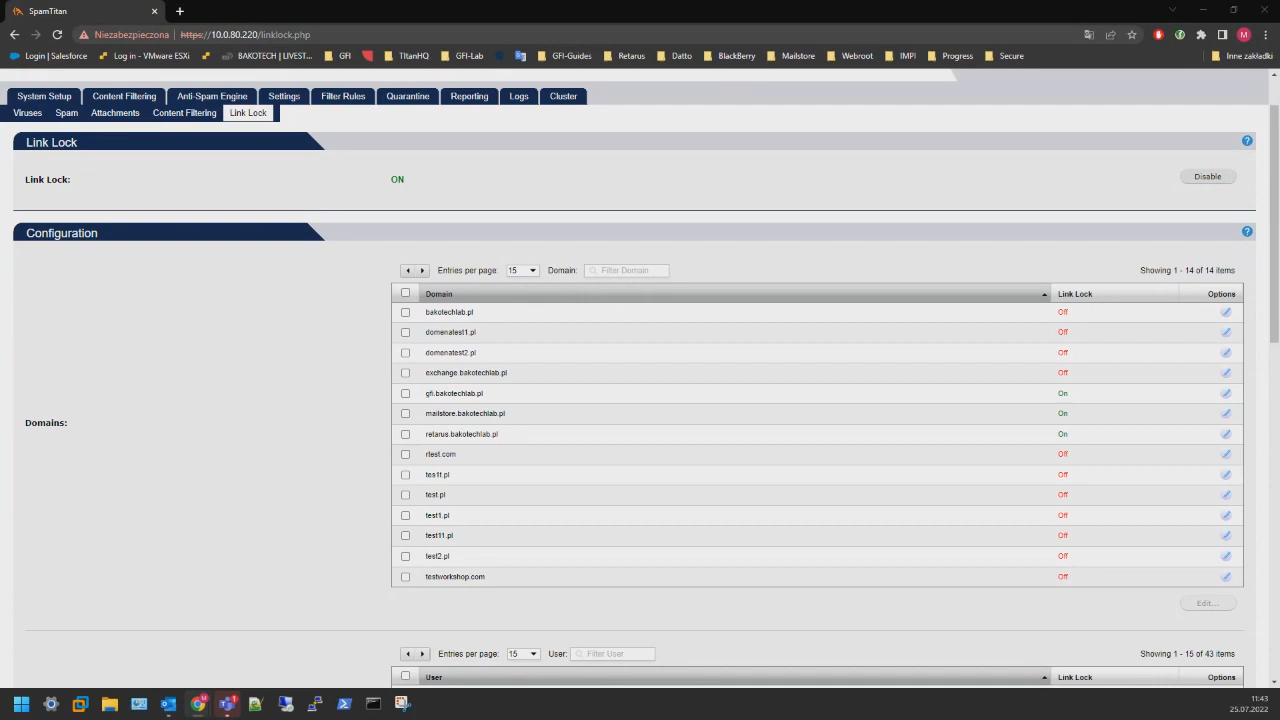 SpamTitan
Niezabezpieczona https://10.0.80.220/linklock.php
Login | Salesforce Log in - VMware ESXi BAKOTECH | LIVEST... GFI TItanHQ GFI-Lab GFI-Guides Retarus Datto BlackBerry Mailstore Webroot IMPI Progress Secure Inne zakładki
System Setup Content Filtering Anti-Spam Engine Settings Filter Rules Quarantine Reporting Logs Cluster
Viruses Spam Attachments Content Filtering Link Lock
Link Lock
Link Lock: ON Disable
Configuration
Entries per page: 15 Domain: Filter Domain Showing 1 - 14 of 14 items
Domain Link Lock Options
bakotechlab.pl Off
domenatest1.pl Off
domenatest2.pl Off
exchange.bakotechlab.pl Off
gfi.bakotechlab.pl On
mailstore.bakotechlab.pl On
Domains:
retarus.bakotechlab.pl On
rtest.com Off
tes1t.pl Off
test.pl Off
test1.pl Off
test11.pl Off
test2.pl Off
testworkshop.com Off
Edit...
Entries per page: 15 User: Filter User Showing 1 - 15 of 43 items
User Link Lock Options
11:43
25.07.2022